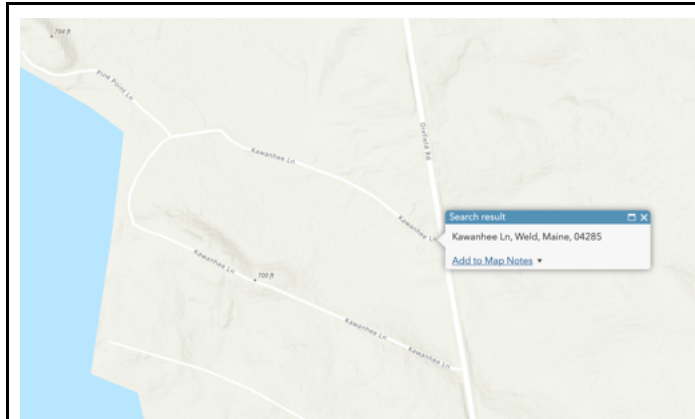 704 ft
Pine Point Ln
Dixfield Rd
Kawanhee Ln
Kawanhee Ln
Search result
Kawanhee Ln, Weld, Maine, 04285
Add to Map Notes
Kawanhee Ln
700 ft
Kawanhee Ln
Kawanhee Ln